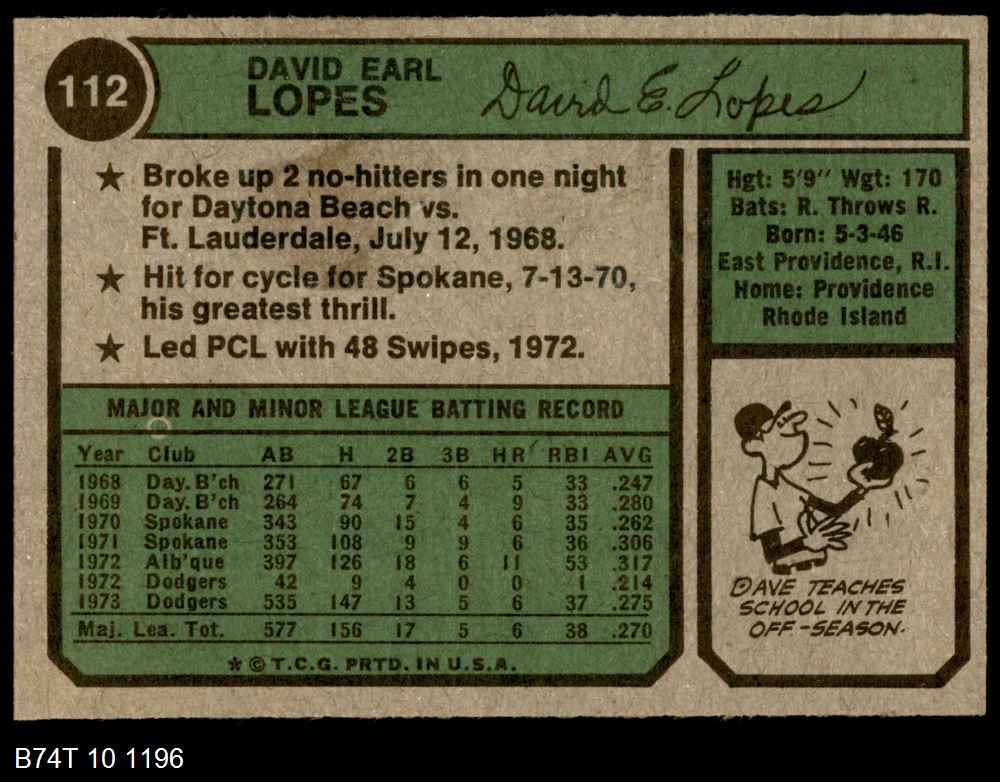 112
DAVID EARL
LOPES
David E. Lopes
★ Broke up 2 no-hitters in one night
for Daytona Beach vs.
Ft. Lauderdale, July 12, 1968.
★ Hit for cycle for Spokane, 7-13-70,
his greatest thrill.
★ Led PCL with 48 Swipes, 1972.
Hgt: 5'9" Wgt: 170
Bats: R. Throws R.
Born: 5-3-46
East Providence, R.I.
Home: Providence
Rhode Island
MAJOR AND MINOR LEAGUE BATTING RECORD
Year Club AB H 2B 3B HR RBI AVG
1968 Day. B'ch 271 67 6 6 5 33 .247
1969 Day. B'ch 264 74 7 4 9 33 .280
1970 Spokane 343 90 15 4 6 35 .262
1971 Spokane 353 108 9 9 6 36 .306
1972 Alb'que 397 126 18 6 11 53 .317
1972 Dodgers 42 9 4 0 0 1 .214
1973 Dodgers 535 147 13 5 6 37 .275
Maj. Lea. Tot. 577 156 17 5 6 38 .270
* © T.C.G. PRTD. IN U.S.A.
DAVE TEACHES
SCHOOL IN THE
OFF-SEASON.
B74T 10 1196